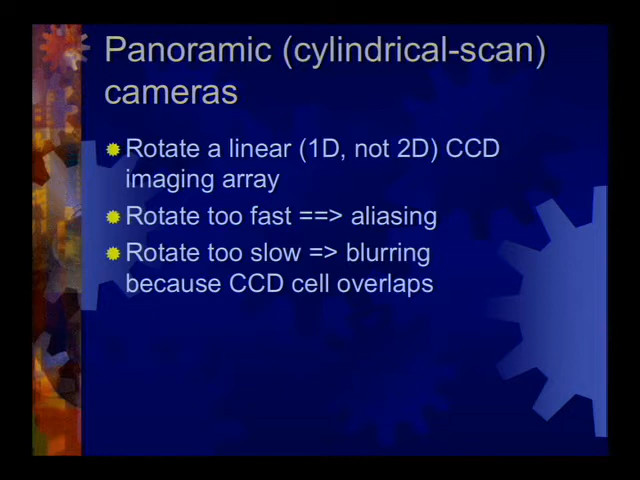 Panoramic (cylindrical-scan)
cameras
Rotate a linear (1D, not 2D) CCD
imaging array
Rotate too fast ==> aliasing
Rotate too slow => blurring
because CCD cell overlaps